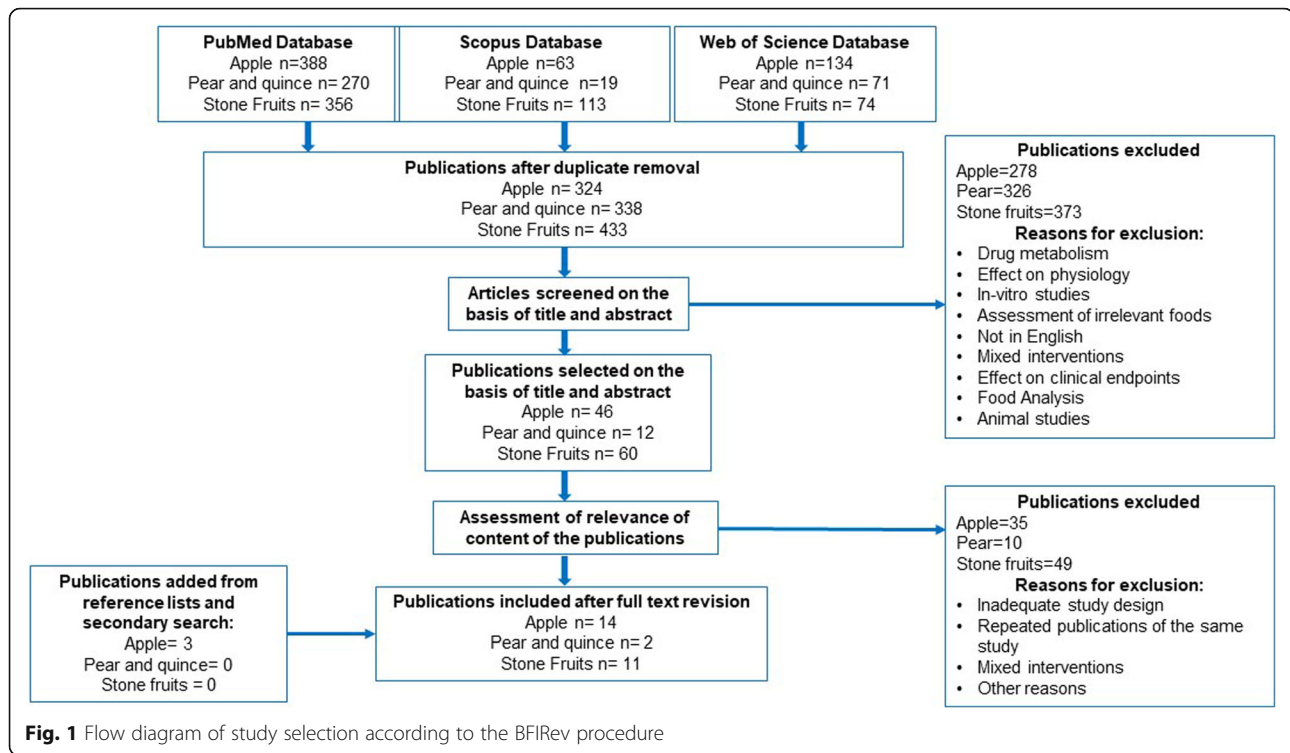 PubMed Database
Apple n=388
Pear and quince n= 270
Stone Fruits n= 356
Scopus Database
Apple n=63
Pear and quince n=19
Stone Fruits n= 113
Web of Science Database
Apple n=134
Pear and quince n= 71
Stone Fruits n= 74
Publications after duplicate removal
Apple n= 324
Pear and quince n= 338
Stone Fruits n= 433
Articles screened on the
basis of title and abstract
Publications excluded
Apple=278
Pear=326
Stone fruits=373
Reasons for exclusion:
• Drug metabolism
• Effect on physiology
• In-vitro studies
• Assessment of irrelevant foods
• Not in English
• Mixed interventions
• Effect on clinical endpoints
• Food Analysis
• Animal studies
Publications selected on the
basis of title and abstract
Apple n= 46
Pear and quince n= 12
Stone Fruits n= 60
Assessment of relevance of
content of the publications
Publications excluded
Apple=35
Pear=10
Stone fruits=49
Reasons for exclusion:
• Inadequate study design
• Repeated publications of the same
study
• Mixed interventions
• Other reasons
Publications added from
reference lists and
secondary search:
Apple= 3
Pear and quince= 0
Stone fruits = 0
Publications included after full text revision
Apple n= 14
Pear and quince n= 2
Stone Fruits n= 11
Fig. 1 Flow diagram of study selection according to the BFIRev procedure